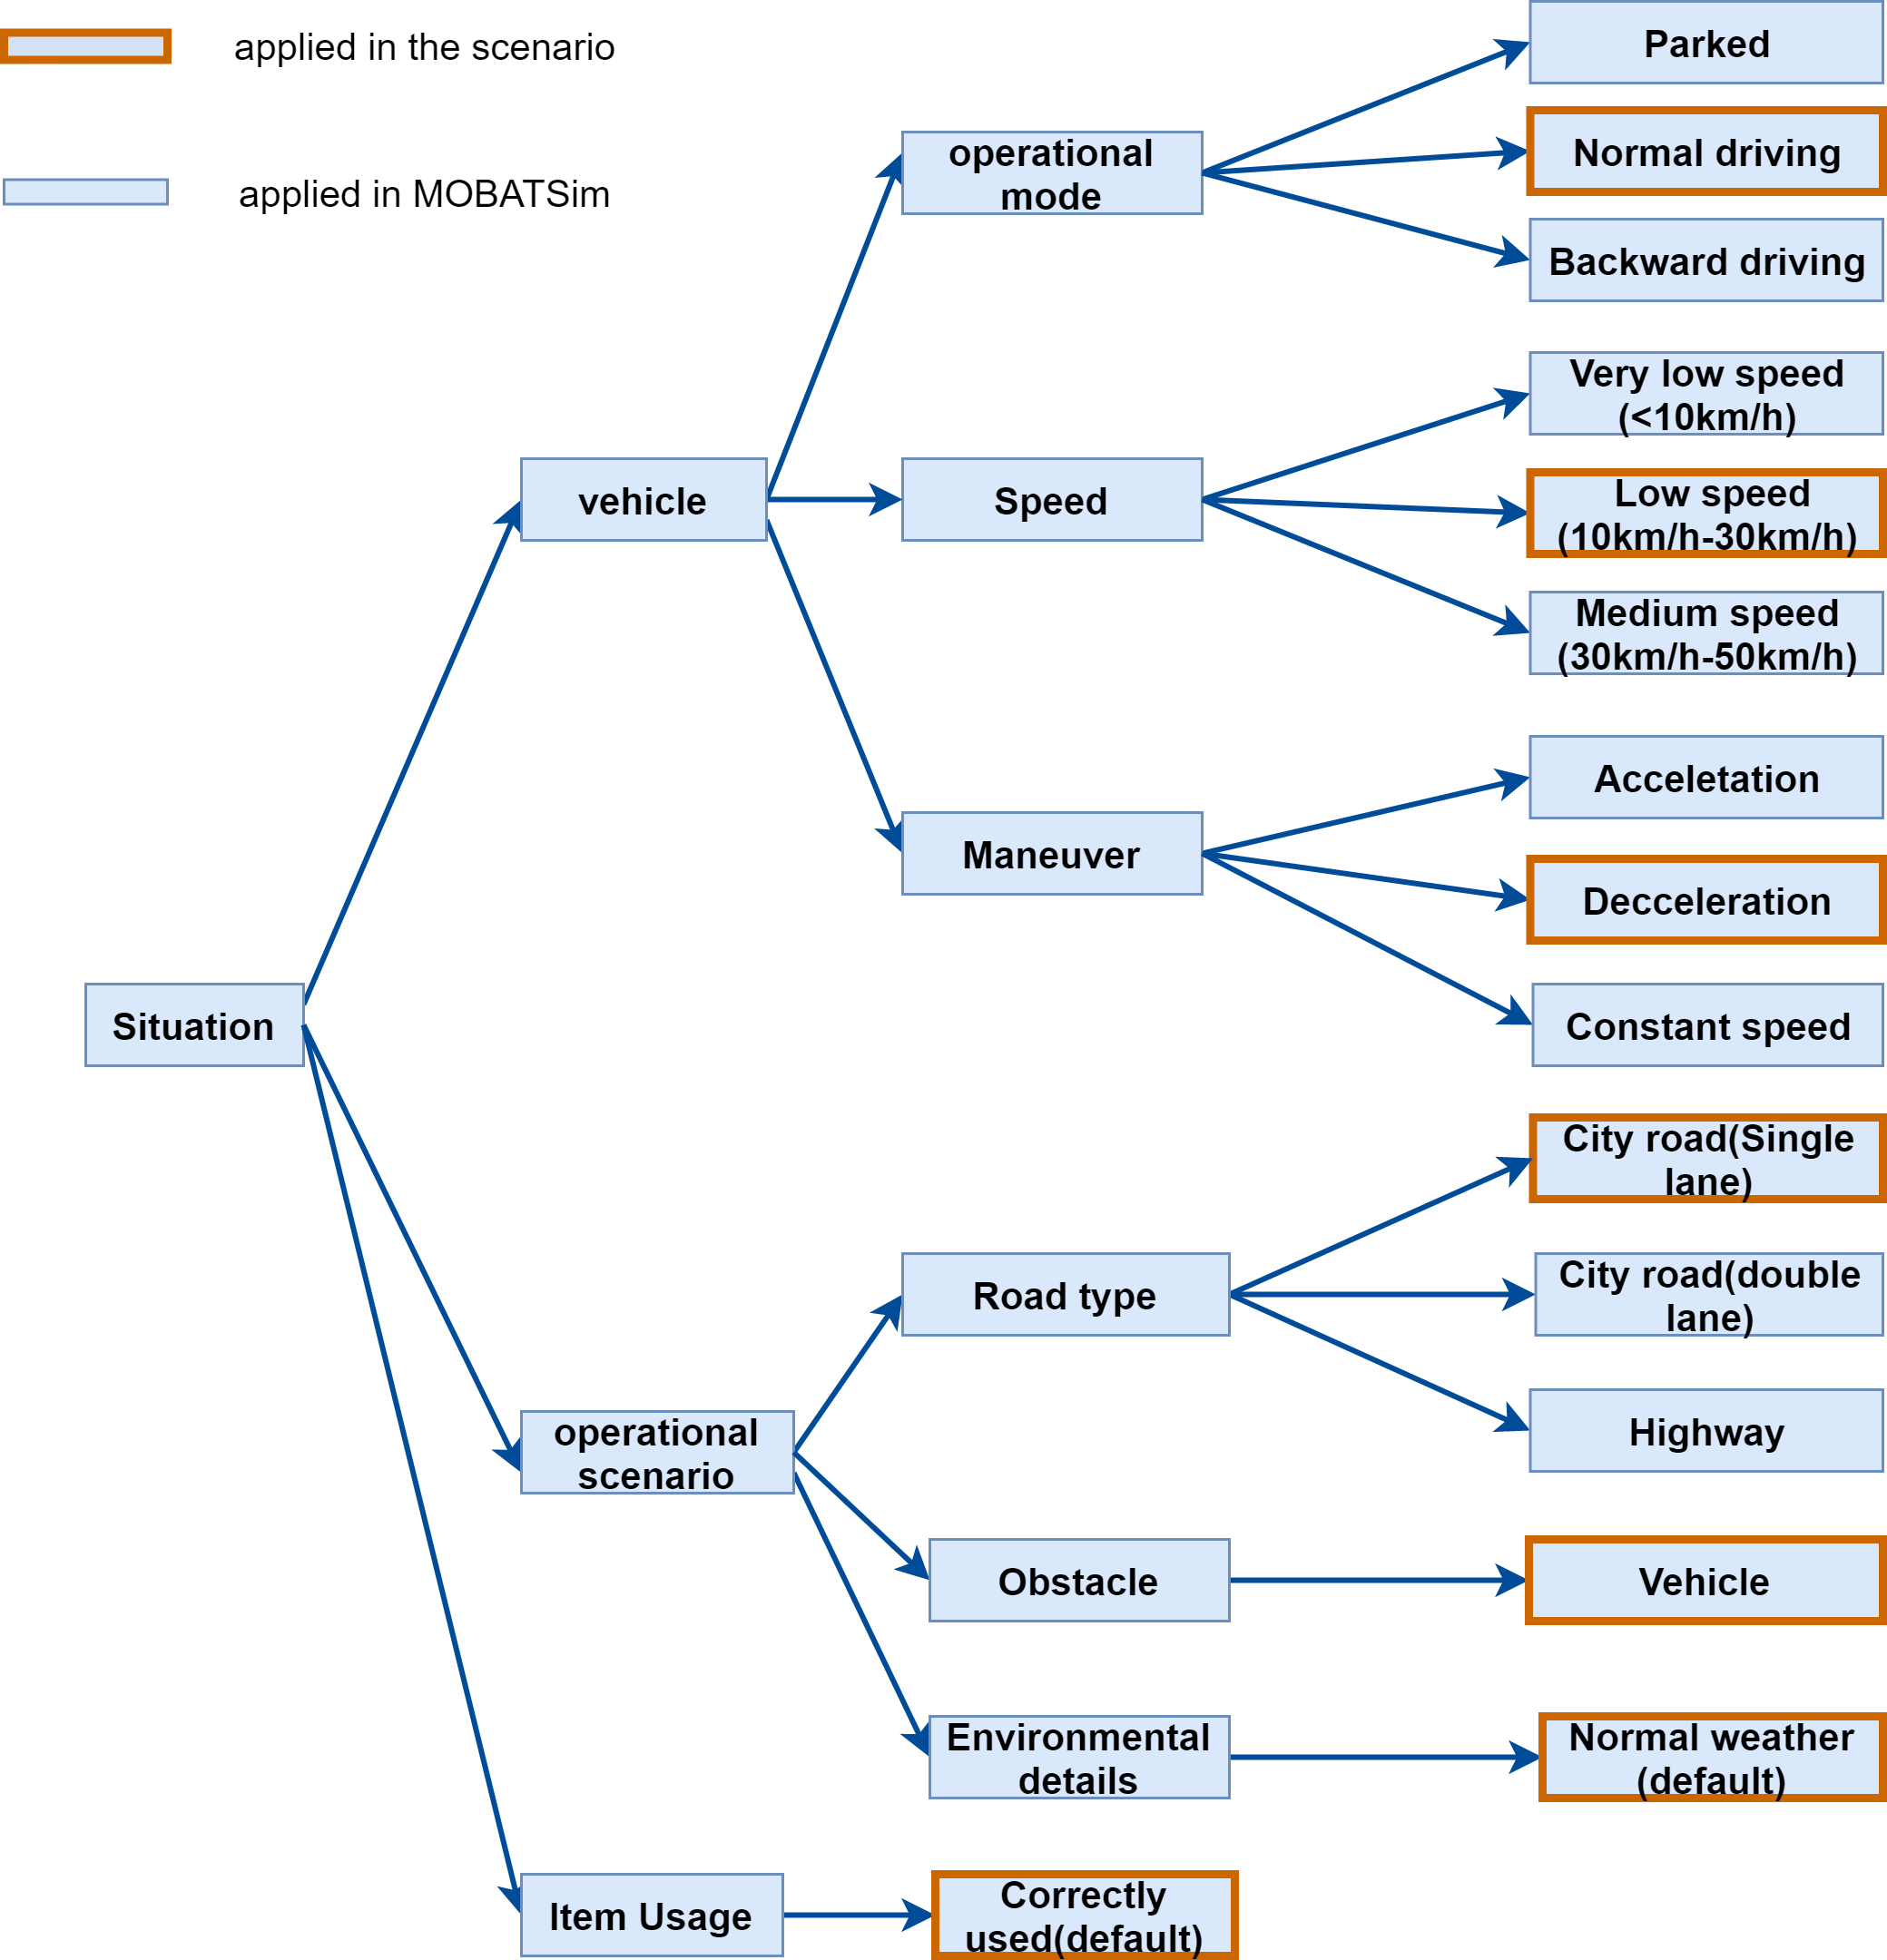 applied in the scenario
applied in MOBATSim
Situation
vehicle
operational
scenario
Item Usage
operational
mode
Speed
Maneuver
Road type
Obstacle
Environmental
details
Correctly
used(default)
Parked
Normal driving
Backward driving
Very low speed
(<10km/h)
Low speed
(10km/h-30km/h)
Medium speed
(30km/h-50km/h)
Acceletation
Decceleration
Constant speed
City road(Single
lane)
City road(double
lane)
Highway
Vehicle
Normal weather
(default)